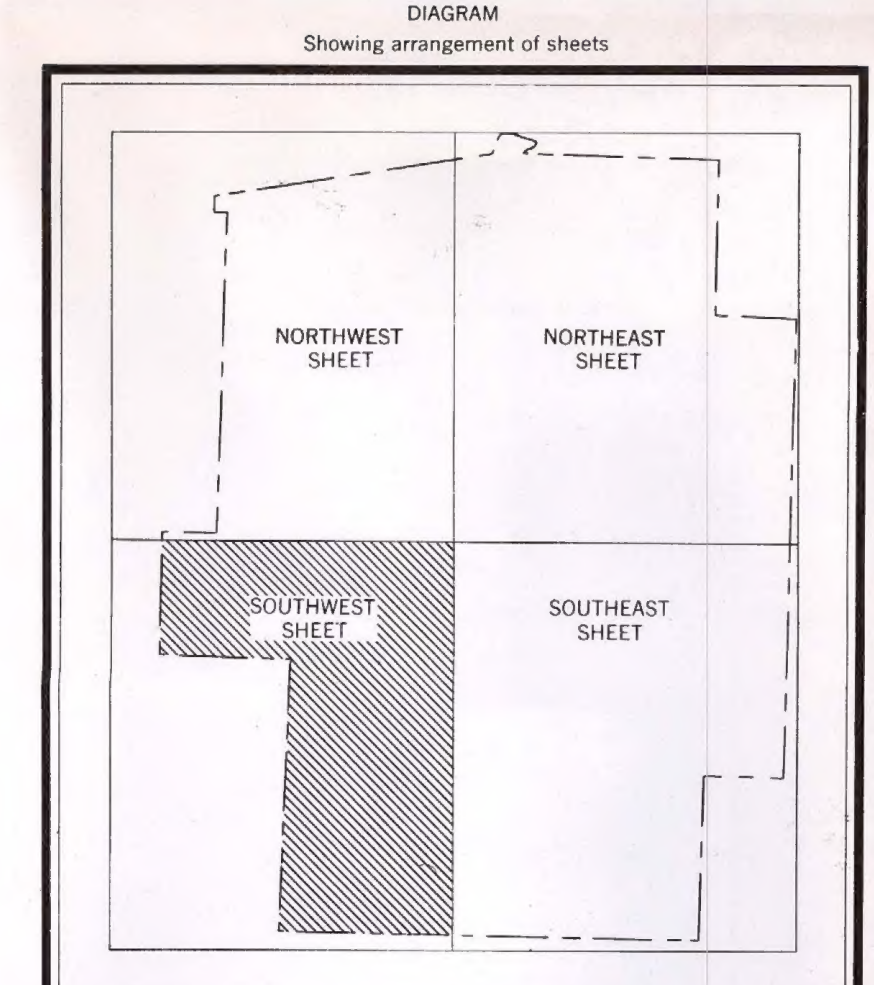 DIAGRAM
Showing arrangement of sheets
NORTHWEST
SHEET
NORTHEAST
SHEET
SOUTHWEST
SHEET
SOUTHEAST
SHEET